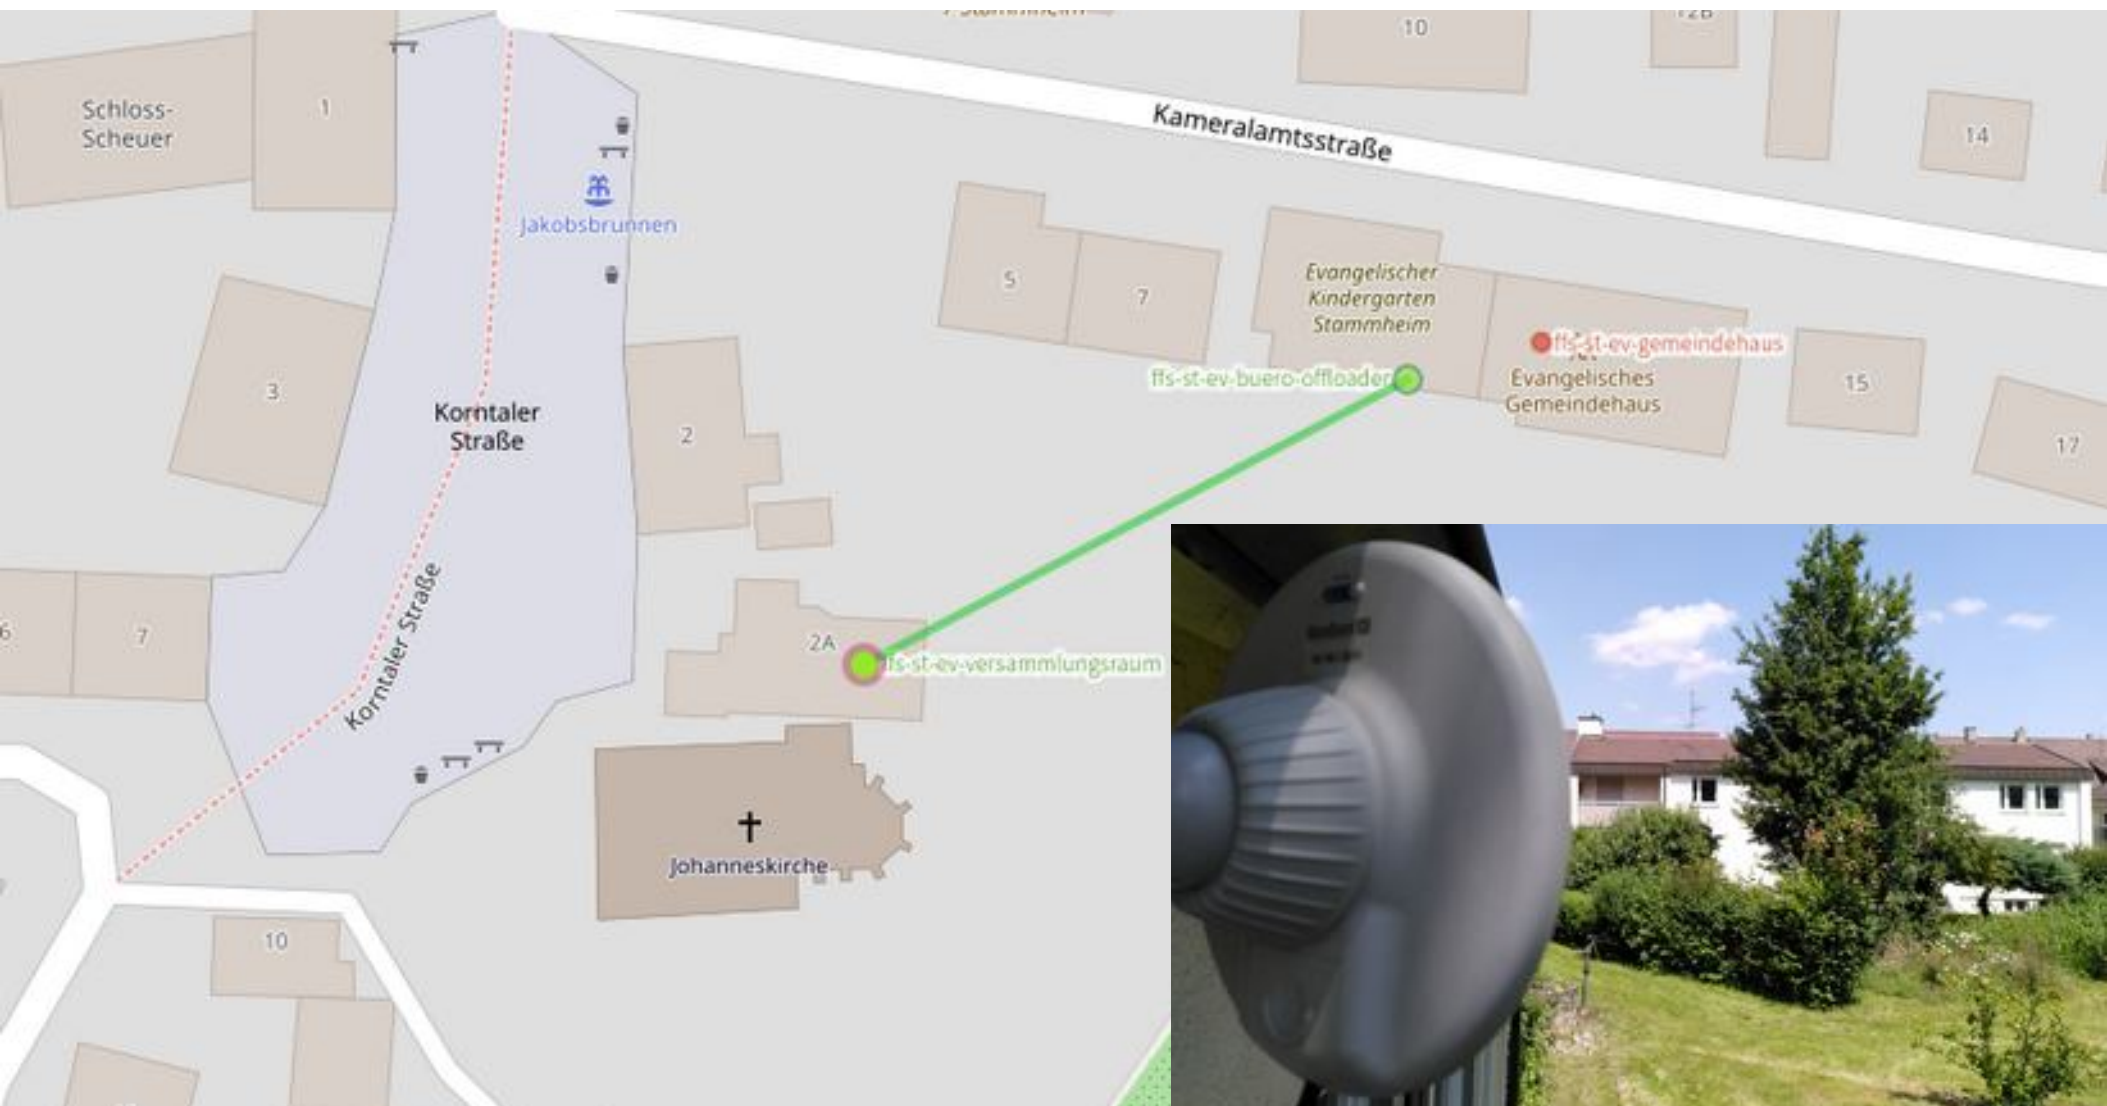 10
12B
Schloss-
Scheuer
1
Kameralamtsstraße
14
Jakobsbrunnen
5
7
Evangelischer
Kindergarten
Stammheim
ffs-st-ev-gemeindehaus
ffs-st-ev-buero-offloader
Evangelisches
Gemeindehaus
15
3
Korntaler
Straße
2
17
6
7
Korntaler Straße
2A
ffs-st-ev-versammlungsraum
Johanneskirche
10